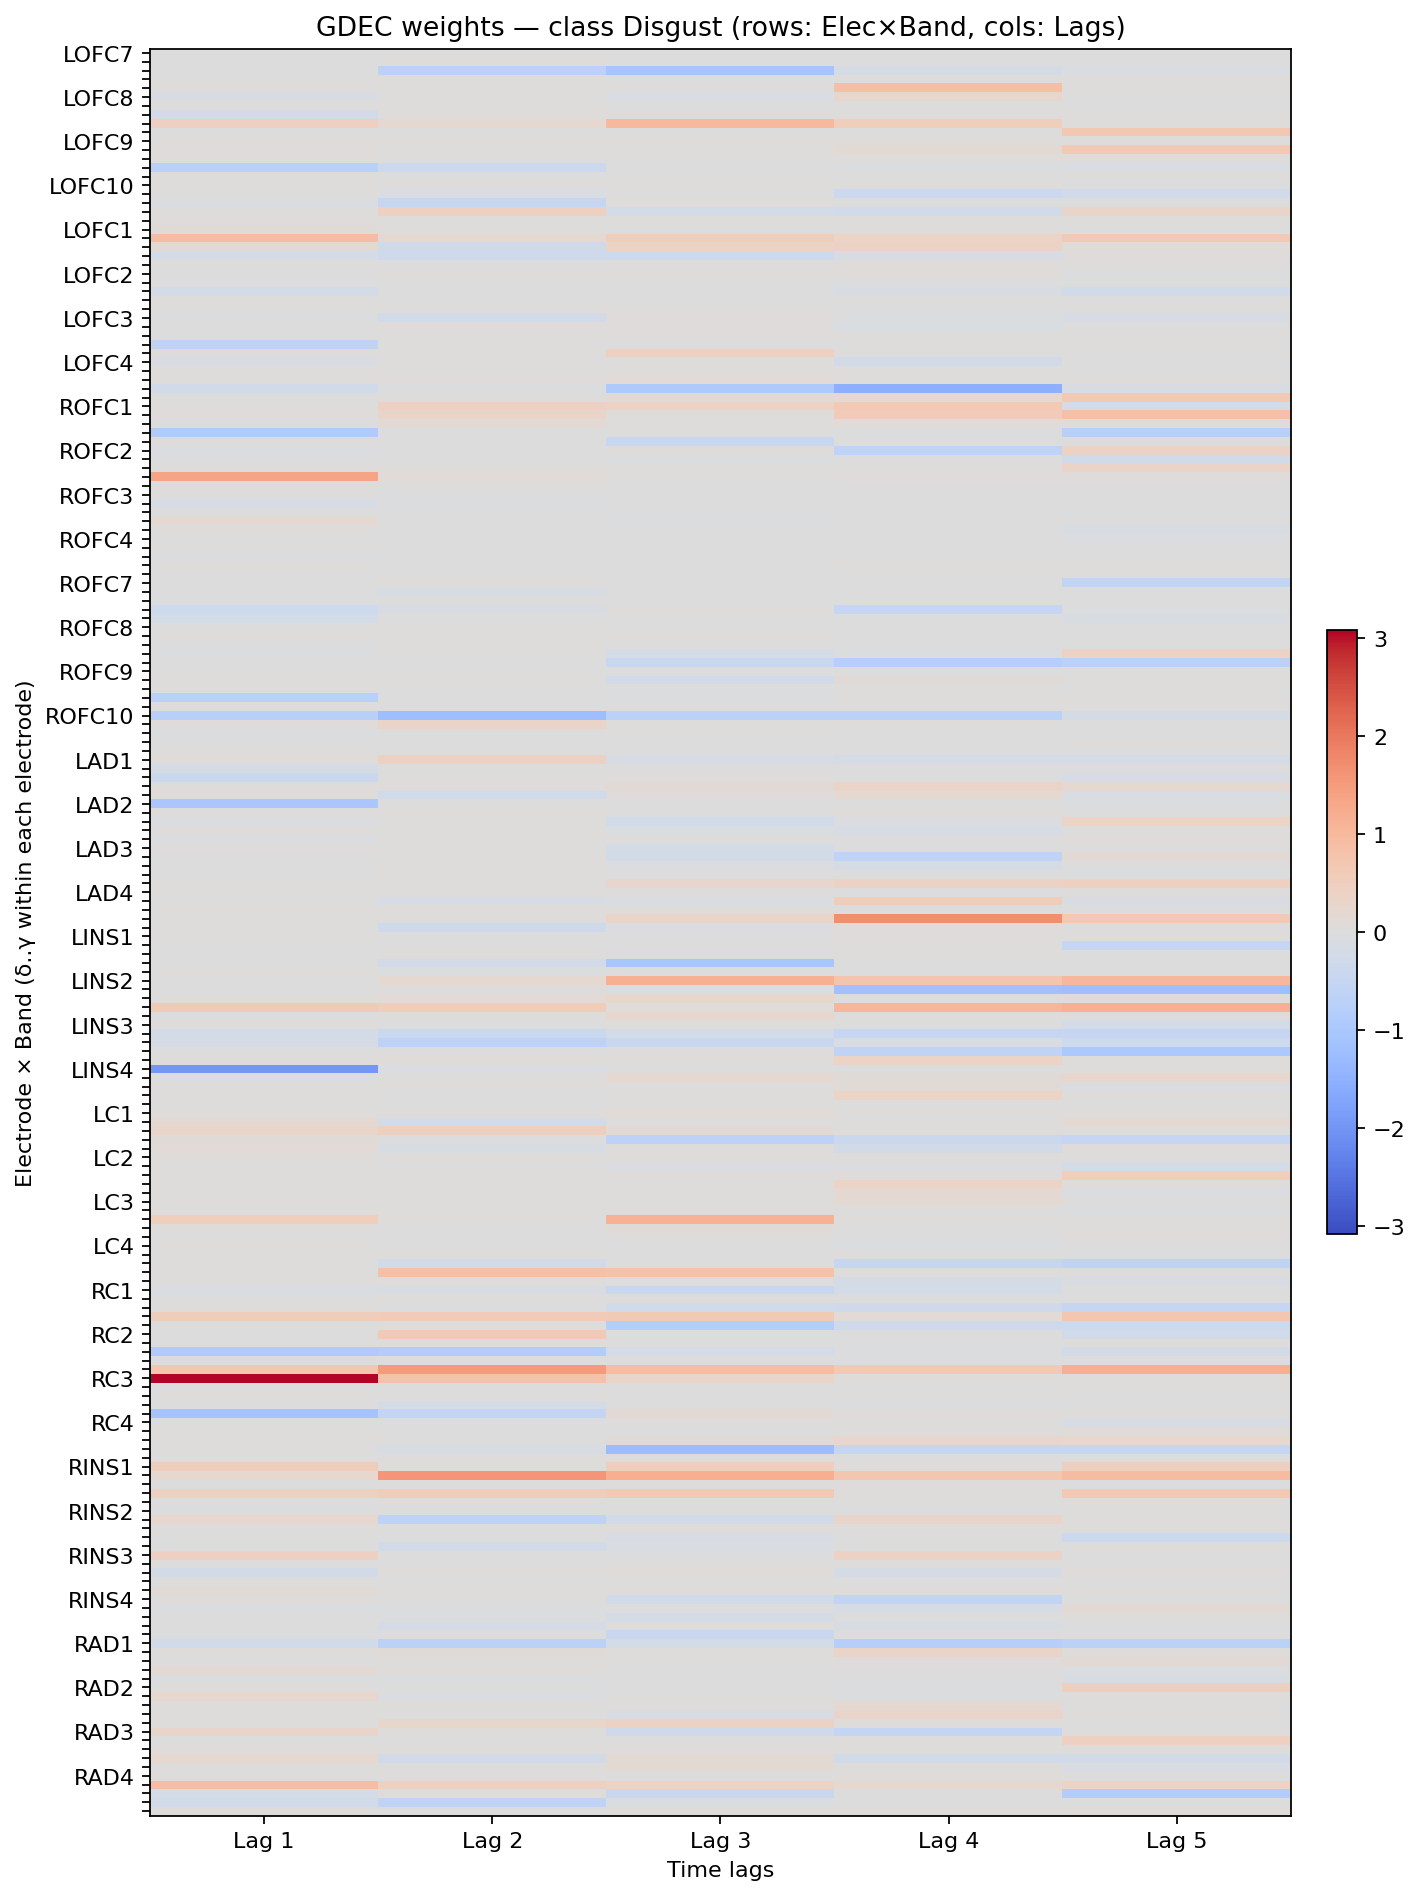 GDEC weights — class Disgust (rows: Elec×Band, cols: Lags)
LOFC7
LOFC8
LOFC9
LOFC10
LOFC1
LOFC2
LOFC3
LOFC4
ROFC1
ROFC2
ROFC3
ROFC4
ROFC7
ROFC8
ROFC9
ROFC10
LAD1
LAD2
LAD3
LAD4
LINS1
LINS2
LINS3
LINS4
LC1
LC2
LC3
LC4
RC1
RC2
RC3
RC4
RINS1
RINS2
RINS3
RINS4
RAD1
RAD2
RAD3
RAD4
Electrode × Band (δ..γ within each electrode)
Lag 1
Lag 2
Lag 3
Lag 4
Lag 5
Time lags
3
2
1
0
−1
−2
−3